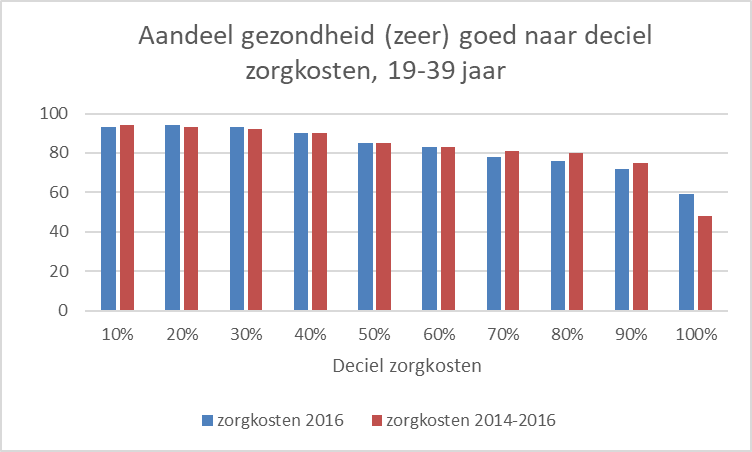 Aandeel gezondheid (zeer) goed naar deciel
zorgkosten, 19-39 jaar
100
80
60
40
20
0
10% 20% 30% 40% 50% 60% 70% 80% 90% 100%
Deciel zorgkosten
zorgkosten 2016 zorgkosten 2014-2016